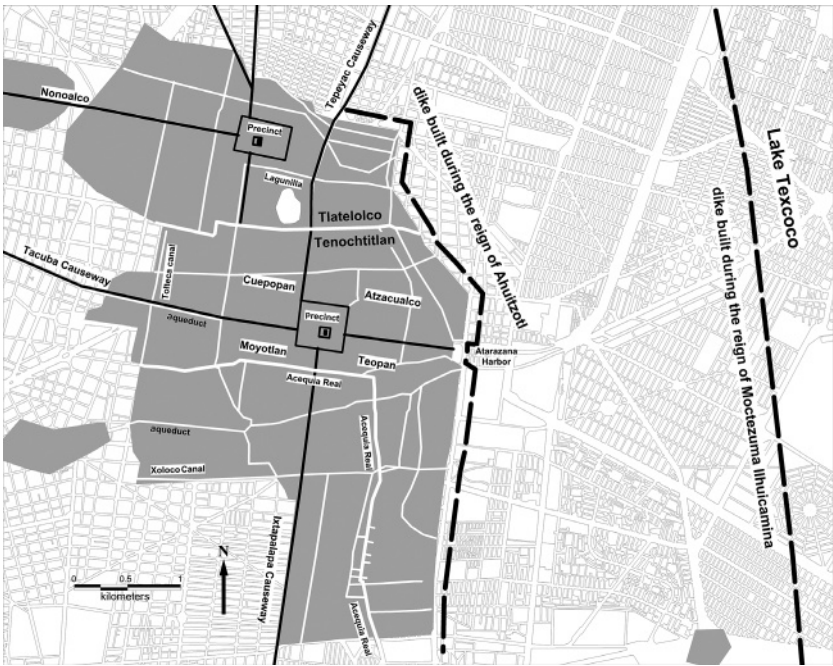 Nonoalco
Tepeyac Causeway
Precinct
Lagunilla
Tlatelolco
Tenochtitlan
dike built during the reign of Ahuitzotl
Lake Texcoco
dike built during the reign of Moctezuma Ilhuicamina
Tacuba Causeway
Tolteca canal
Cuepopan
Atzacualco
Precinct
aqueduct
Moyotlan
Teopan
Atarazana
Harbor
Acequia Real
Acequia Real
aqueduct
Xoloco Canal
Ixtapalapa Causeway
N
0 0.5 1
kilometers
Acequia Real